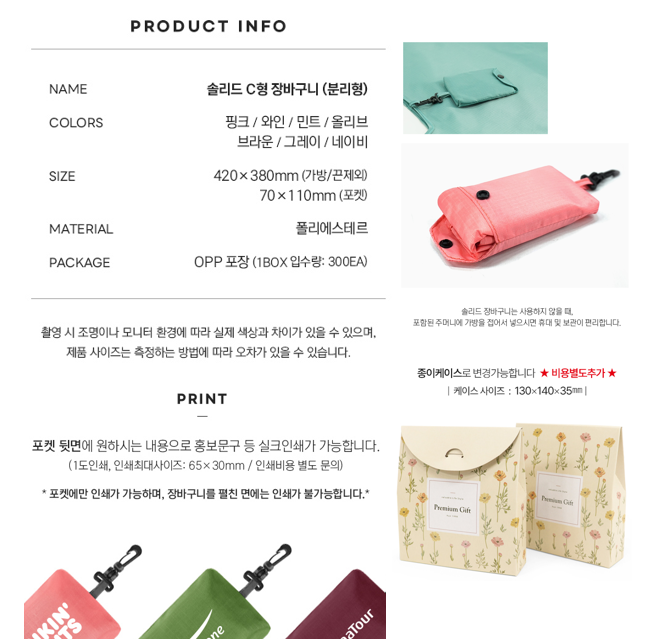 PRODUCT INFO
NAME
솔리드 C형 장바구니 (분리형)
COLORS
핑크 / 와인 / 민트 / 올리브
브라운 / 그레이 / 네이비
SIZE
420×380mm (가방/끈제외)
70×110mm (포켓)
MATERIAL
폴리에스테르
PACKAGE
OPP 포장 (1BOX 입수량: 300EA)
촬영 시 조명이나 모니터 환경에 따라 실제 색상과 차이가 있을 수 있으며,
제품 사이즈는 측정하는 방법에 따라 오차가 있을 수 있습니다.
PRINT
포켓 뒷면에 원하시는 내용으로 홍보문구 등 실크인쇄가 가능합니다.
(1도인쇄, 인쇄최대사이즈: 65×30mm / 인쇄비용 별도 문의)
* 포켓에만 인쇄가 가능하며, 장바구니를 펼친 면에는 인쇄가 불가능합니다.*
솔리드 장바구니는 사용하지 않을 때,
포함된 주머니에 가방을 접어서 넣으시면 휴대 및 보관이 편리합니다.
종이케이스로 변경가능합니다 ★ 비용별도추가 ★
| 케이스 사이즈 : 130×140×35㎜ |
Premium Gift
Premium Gift